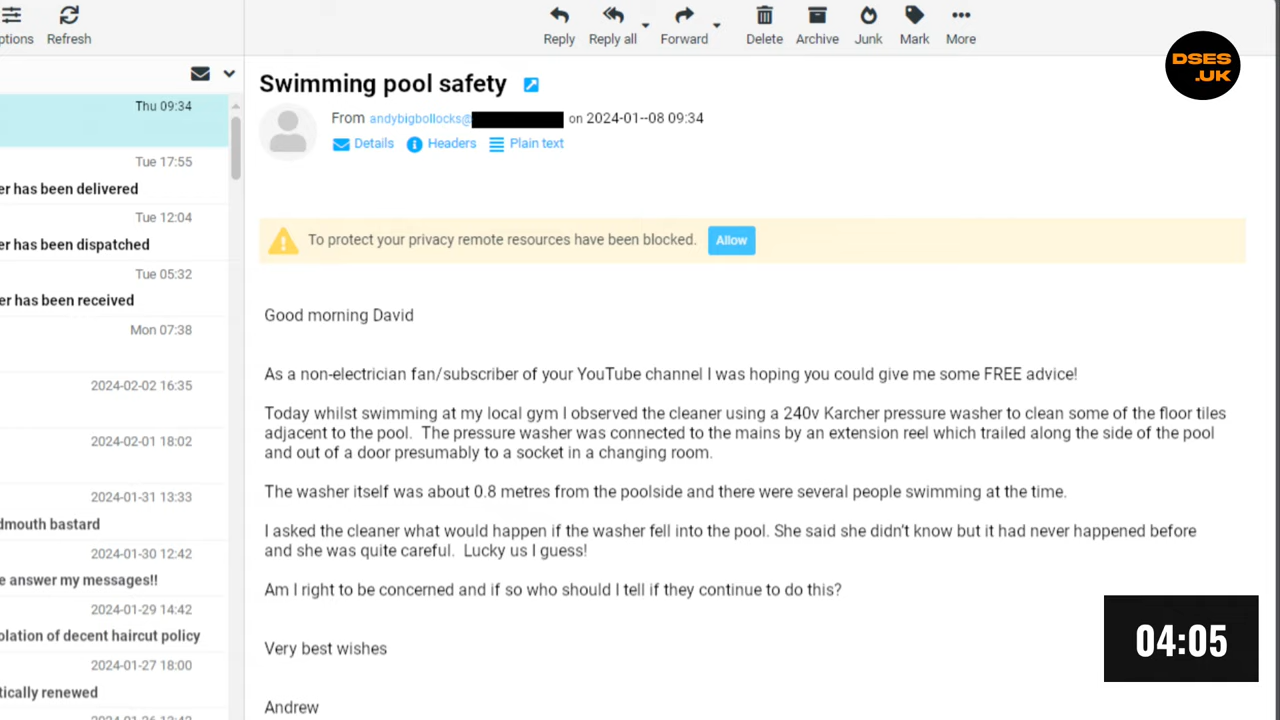 ptions Refresh Reply Reply all Forward Delete Archive Junk Mark More
DSES
.UK
Swimming pool safety
Thu 09:34
From andybigbollocks@ on 2024-01--08 09:34
Details Headers Plain text
Tue 17:55
er has been delivered
Tue 12:04
er has been dispatched
Tue 05:32
er has been received
Mon 07:38
2024-02-02 16:35
2024-02-01 18:02
2024-01-31 13:33
dmouth bastard
2024-01-30 12:42
e answer my messages!!
2024-01-29 14:42
olation of decent haircut policy
2024-01-27 18:00
tically renewed
To protect your privacy remote resources have been blocked. Allow
Good morning David
As a non-electrician fan/subscriber of your YouTube channel I was hoping you could give me some FREE advice!
Today whilst swimming at my local gym I observed the cleaner using a 240v Karcher pressure washer to clean some of the floor tiles
adjacent to the pool. The pressure washer was connected to the mains by an extension reel which trailed along the side of the pool
and out of a door presumably to a socket in a changing room.
The washer itself was about 0.8 metres from the poolside and there were several people swimming at the time.
I asked the cleaner what would happen if the washer fell into the pool. She said she didn't know but it had never happened before
and she was quite careful. Lucky us I guess!
Am I right to be concerned and if so who should I tell if they continue to do this?
Very best wishes
Andrew
04:05